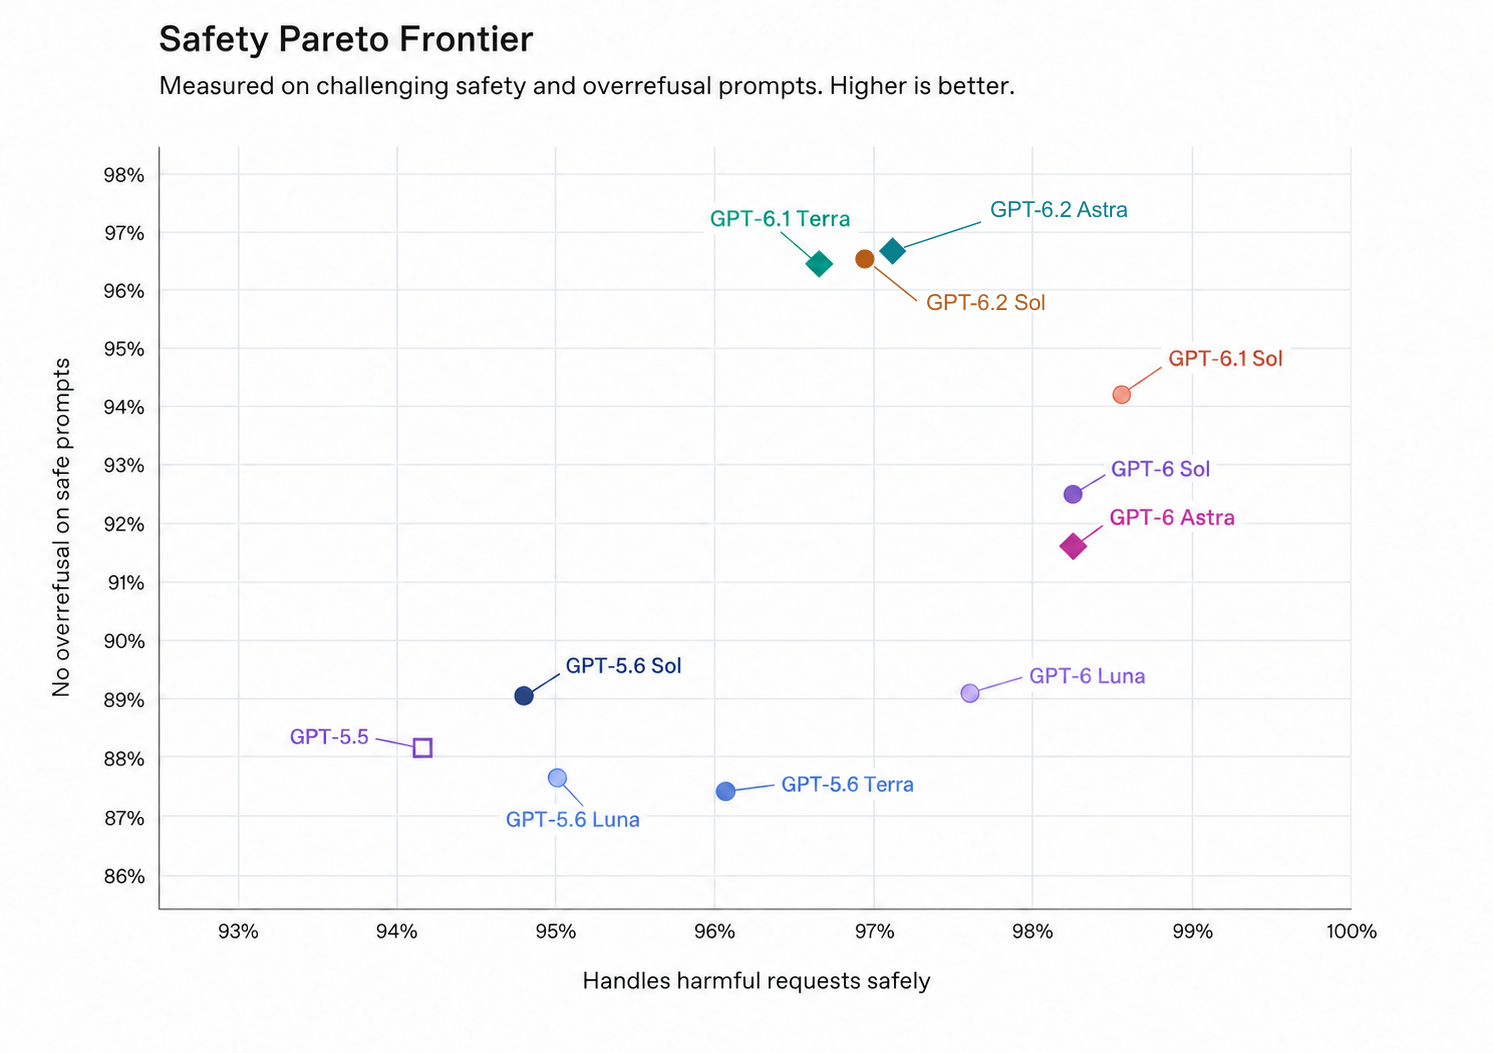 Safety Pareto Frontier
Measured on challenging safety and overrefusal prompts. Higher is better.
98%
97%
96%
95%
94%
93%
92%
91%
90%
89%
88%
87%
86%
No overrefusal on safe prompts
GPT-6.2 Astra
GPT-6.1 Terra
GPT-6.2 Sol
GPT-6.1 Sol
GPT-6 Sol
GPT-6 Astra
GPT-5.6 Sol
GPT-6 Luna
GPT-5.5
GPT-5.6 Terra
GPT-5.6 Luna
93%
94%
95%
96%
97%
98%
99%
100%
Handles harmful requests safely